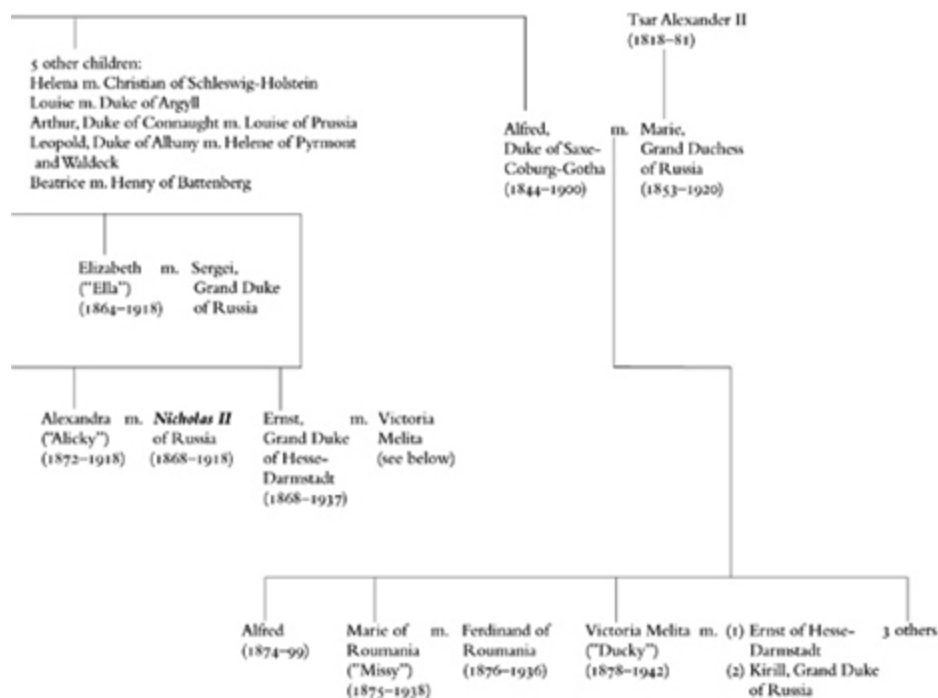 Tsar Alexander II
(1818–81)
5 other children:
Helena m. Christian of Schleswig-Holstein
Louise m. Duke of Argyll
Arthur, Duke of Connaught m. Louise of Prussia
Leopold, Duke of Albany m. Helene of Pyrmont
and Waldeck
Beatrice m. Henry of Battenberg
Alfred, m. Marie,
Duke of Saxe- Grand Duchess
Coburg-Gotha of Russia
(1844–1900) (1853–1920)
Elizabeth m. Sergei,
("Ella") Grand Duke
(1864–1918) of Russia
Alexandra m. Nicholas II
("Alicky") of Russia
(1872–1918) (1868–1918)
Ernst, m. Victoria
Grand Duke Melita
of Hesse- (see below)
Darmstadt
(1868–1937)
Alfred
(1874–99)
Marie of m. Ferdinand of
Roumania Roumania
("Missy") (1876–1936)
(1875–1938)
Victoria Melita m. (1) Ernst of Hesse-
("Ducky") Darmstadt
(1878–1942) (2) Kirill, Grand Duke
of Russia
3 others